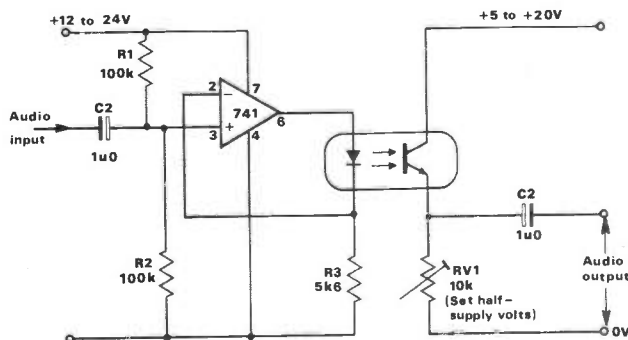 +12 to 24V
+5 to +20V
R1
100k
2
7
−
741
6
Audio
input
C2
+
3
4
1u0
C2
1u0
R2
100k
R3
5k6
RV1
10k
(Set half-
supply volts)
Audio
output
0V